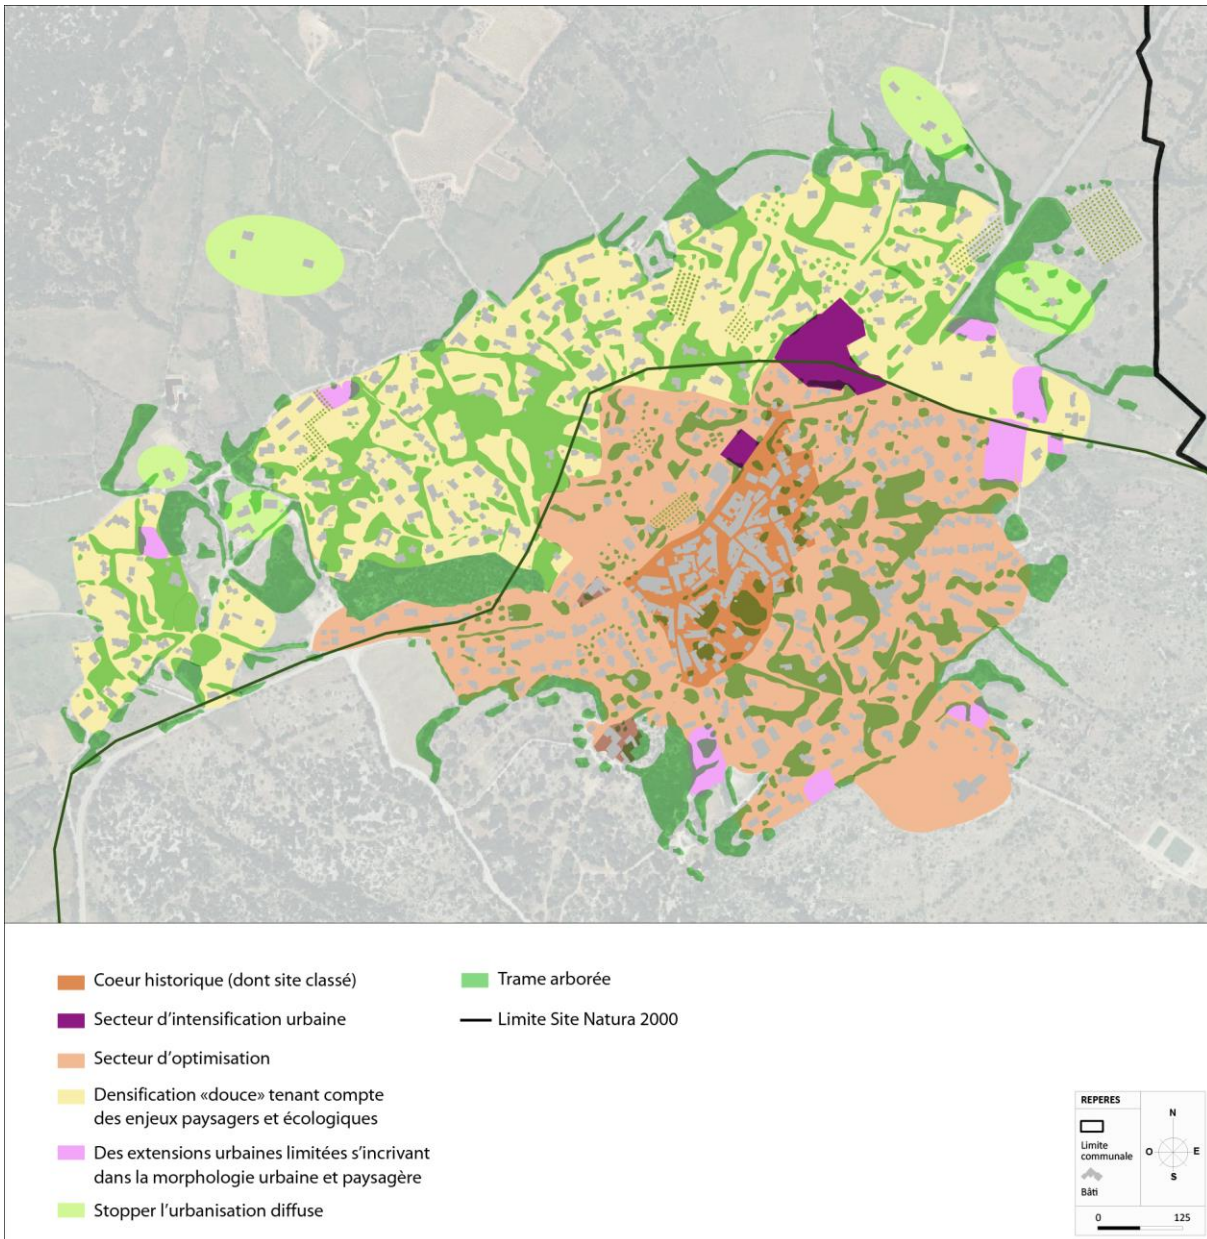 Coeur historique (dont site classé)
Secteur d'intensification urbaine
Secteur d'optimisation
Densification «douce» tenant compte
des enjeux paysagers et écologiques
Des extensions urbaines limitées s'incrivant
dans la morphologie urbaine et paysagère
Stopper l'urbanisation diffuse
Trame arborée
Limite Site Natura 2000
REPERES
Limite
communale
Bâti
N
O
E
S
0 125